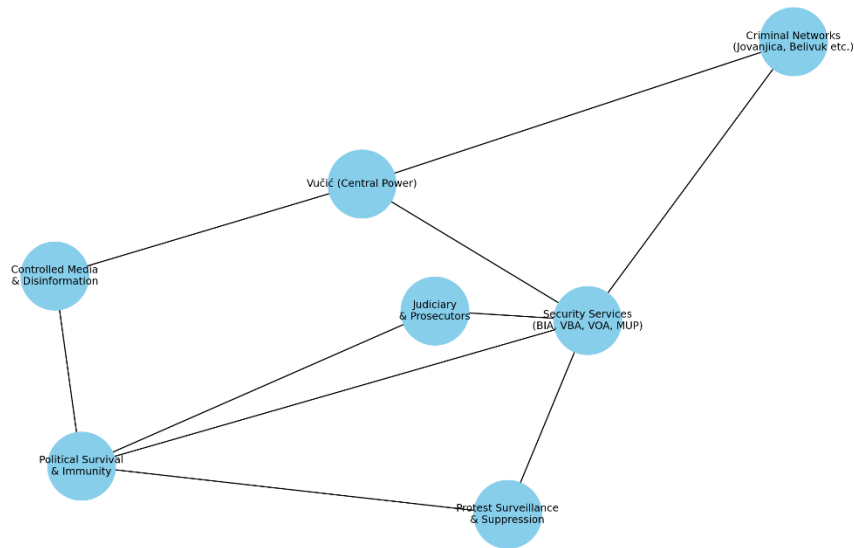 Criminal Networks
(Jovanjica, Belivuk etc.)
Vučić (Central Power)
Controlled Media
& Disinformation
Judiciary
& Prosecutors
Security Services
(BIA, VBA, VOA, MUP)
Political Survival
& Immunity
Protest Surveillance
& Suppression